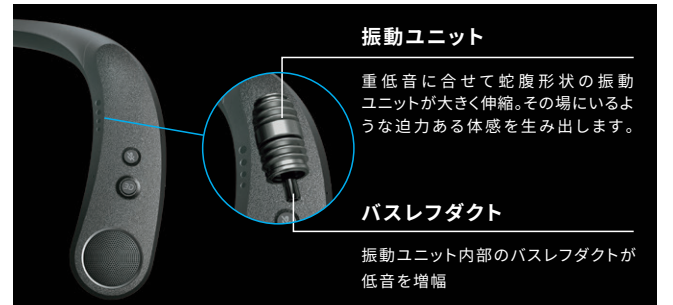 振動ユニット
重低音に合せて蛇腹形状の振動
ユニットが大きく伸縮。その場にいるよ
うな迫力ある体感を生み出します。
バスレフダクト
振動ユニット内部のバスレフダクトが
低音を増幅